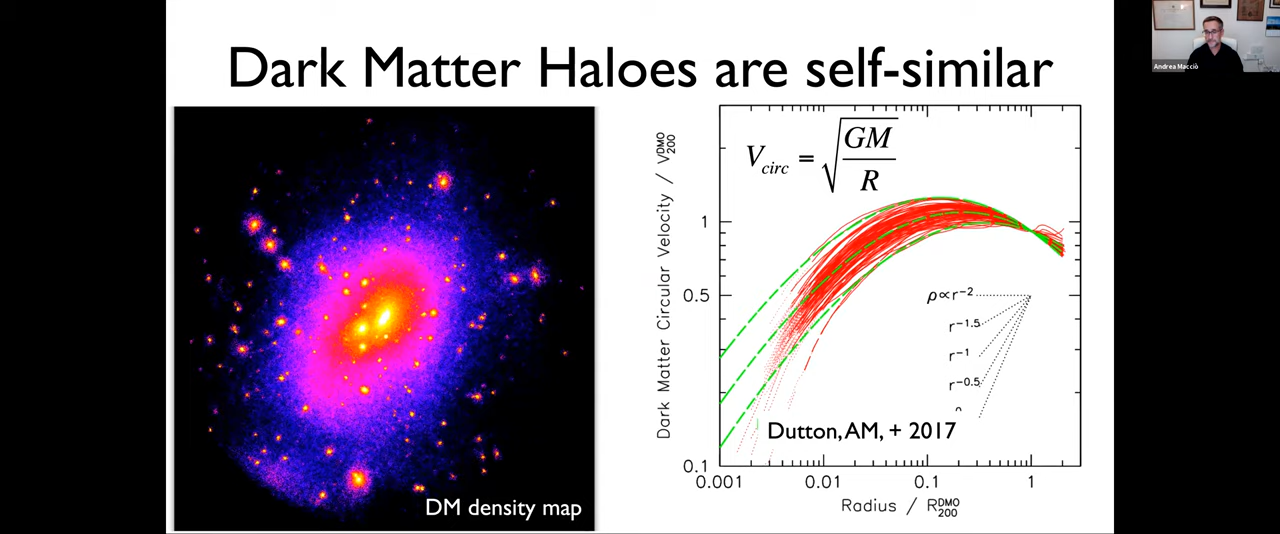 Dark Matter Haloes are self-similar
Andrea Macciò
DM density map
Dark Matter Circular Velocity / V200^DMO
V_circ = √(GM/R)
1
0.5
0.1
ρ∝r⁻²
r⁻¹·⁵
r⁻¹
r⁻⁰·⁵
Dutton, AM, + 2017
0.001 0.01 0.1 1
Radius / R200^DMO